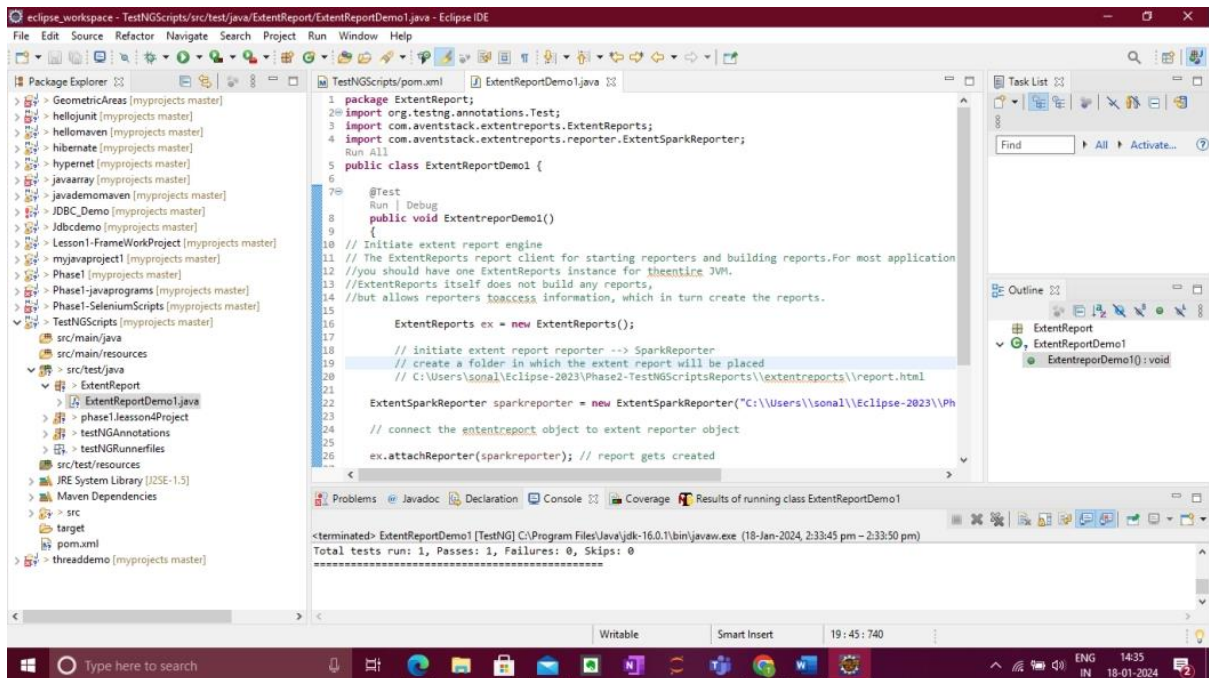 eclipse_workspace - TestNGScripts/src/test/java/ExtentReport/ExtentReportDemo1.java - Eclipse IDE
File Edit Source Refactor Navigate Search Project Run Window Help
Package Explorer
> GeometricAreas [myprojects master]
> hellojunit [myprojects master]
> hellomaven [myprojects master]
> hibernate [myprojects master]
> hypernet [myprojects master]
> javaarray [myprojects master]
> javademomaven [myprojects master]
> JDBC_Demo [myprojects master]
> Jdbcdemo [myprojects master]
> Lesson1-FrameWorkProject [myprojects master]
> myjavaproject1 [myprojects master]
> Phase1 [myprojects master]
> Phase1-javaprograms [myprojects master]
> Phase1-SeleniumScripts [myprojects master]
> TestNGScripts [myprojects master]
src/main/java
src/main/resources
> src/test/java
> ExtentReport
ExtentReportDemo1.java
> phase1.leasson4Project
> testNGAnnotations
> testNGRunnerfiles
src/test/resources
JRE System Library [J2SE-1.5]
Maven Dependencies
> src
target
pom.xml
> threaddemo [myprojects master]
TestNGScripts/pom.xml
ExtentReportDemo1.java
1 package ExtentReport;
2 import org.testng.annotations.Test;
3 import com.aventstack.extentreports.ExtentReports;
4 import com.aventstack.extentreports.reporter.ExtentSparkReporter;
Run All
5 public class ExtentReportDemo1 {
6
7 @Test
Run | Debug
8 public void ExtentreporDemo1()
9 {
10 // Initiate extent report engine
11 // The ExtentReports report client for starting reporters and building reports.For most application
12 //you should have one ExtentReports instance for theentire JVM.
13 //ExtentReports itself does not build any reports,
14 //but allows reporters toaccess information, which in turn create the reports.
15
16 ExtentReports ex = new ExtentReports();
17
18 // initiate extent report reporter --> SparkReporter
19 // create a folder in which the extent report will be placed
20 // C:\Users\sonal\Eclipse-2023\Phase2-TestNGScriptsReports\\extentreports\\report.html
21
22 ExtentSparkReporter sparkreporter = new ExtentSparkReporter("C:\\Users\\sonal\\Eclipse-2023\\Ph
23
24 // connect the ententreport object to extent reporter object
25
26 ex.attachReporter(sparkreporter); // report gets created
Task List
Find All Activate...
Outline
ExtentReport
ExtentReportDemo1
ExtentreporDemo1() : void
Problems Javadoc Declaration Console Coverage Results of running class ExtentReportDemo1
<terminated> ExtentReportDemo1 [TestNG] C:\Program Files\Java\jdk-16.0.1\bin\javaw.exe (18-Jan-2024, 2:33:45 pm – 2:33:50 pm)
Total tests run: 1, Passes: 1, Failures: 0, Skips: 0
===============================================
Writable Smart Insert 19 : 45 : 740
Type here to search
ENG
IN
14:35
18-01-2024